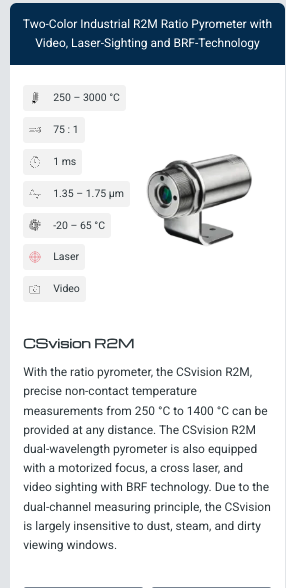 Two-Color Industrial R2M Ratio Pyrometer with
Video, Laser-Sighting and BRF-Technology
250 – 3000 °C
75 : 1
1 ms
1.35 – 1.75 µm
-20 – 65 °C
Laser
Video
CSvision R2M
With the ratio pyrometer, the CSvision R2M,
precise non-contact temperature
measurements from 250 °C to 1400 °C can be
provided at any distance. The CSvision R2M
dual-wavelength pyrometer is also equipped
with a motorized focus, a cross laser, and
video sighting with BRF technology. Due to the
dual-channel measuring principle, the CSvision
is largely insensitive to dust, steam, and dirty
viewing windows.